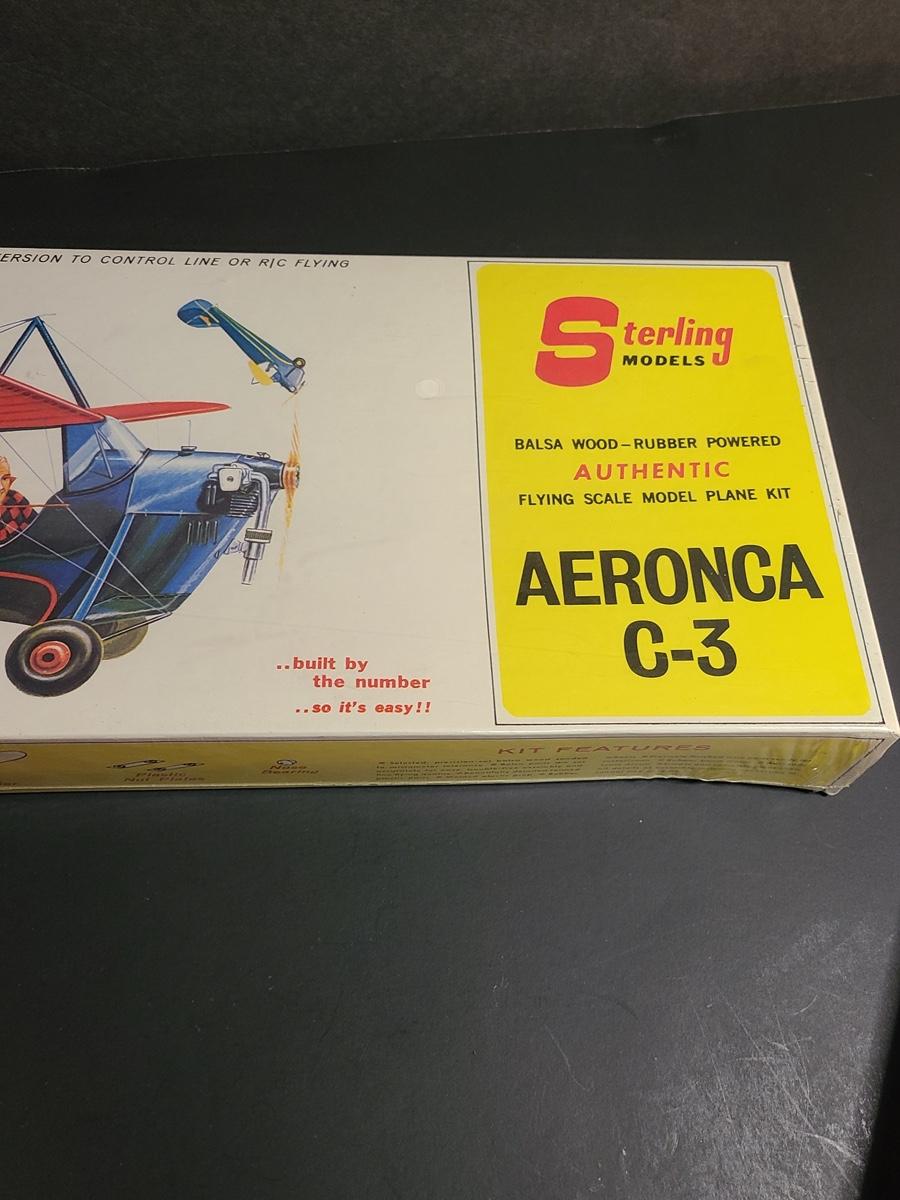 ERSION TO CONTROL LINE OR R/C FLYING
Sterling
MODELS
BALSA WOOD-RUBBER POWERED
AUTHENTIC
FLYING SCALE MODEL PLANE KIT
AERONCA
C-3
..built by
the number
..so it's easy!!
Plastic
Nut Plates
Nose
Bearing
KIT FEATURES